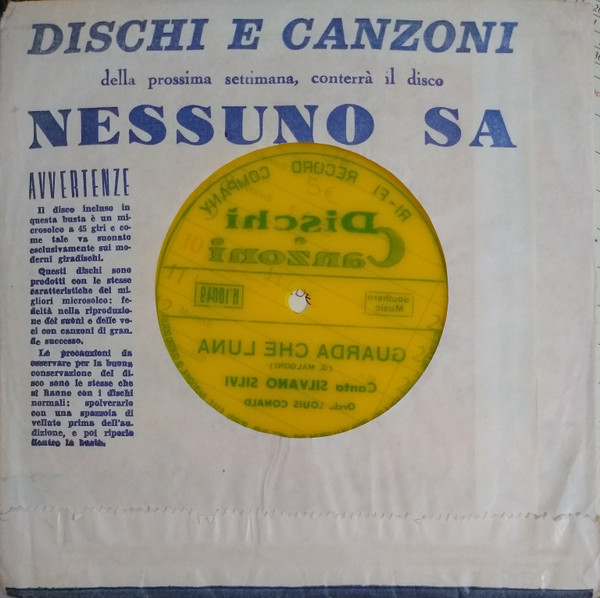 DISCHI E CANZONI
della prossima settimana, conterrà il disco
NESSUNO SA
AVVERTENZE
Il disco incluso in
questa busta è un mi-
crosolco a 45 giri e co-
me tale va suonato
esclusivamente sui mo-
derni giradischi.
Questi dischi sono
prodotti con le stesse
caratteristiche dei mi-
gliori microsolco: fe-
deltà nella riproduzio-
ne dei suoni e delle vo-
ci con canzoni di gran-
de successo.
Le precauzioni da
osservare per la buona
conservazione del di-
sco sono le stesse che
si hanno con i dischi
normali: spolverarlo
con una spazzola di
velluto prima dell'au-
dizione, e poi riporlo
dentro la busta.
RI-FI RECORD COMPANY
Dischi
e
Canzoni
N.10049
Southern
Music
GUARDA CHE LUNA
(G. MALGONI)
Canta SILVANO SILVI
Orch. LOUIS CONALD